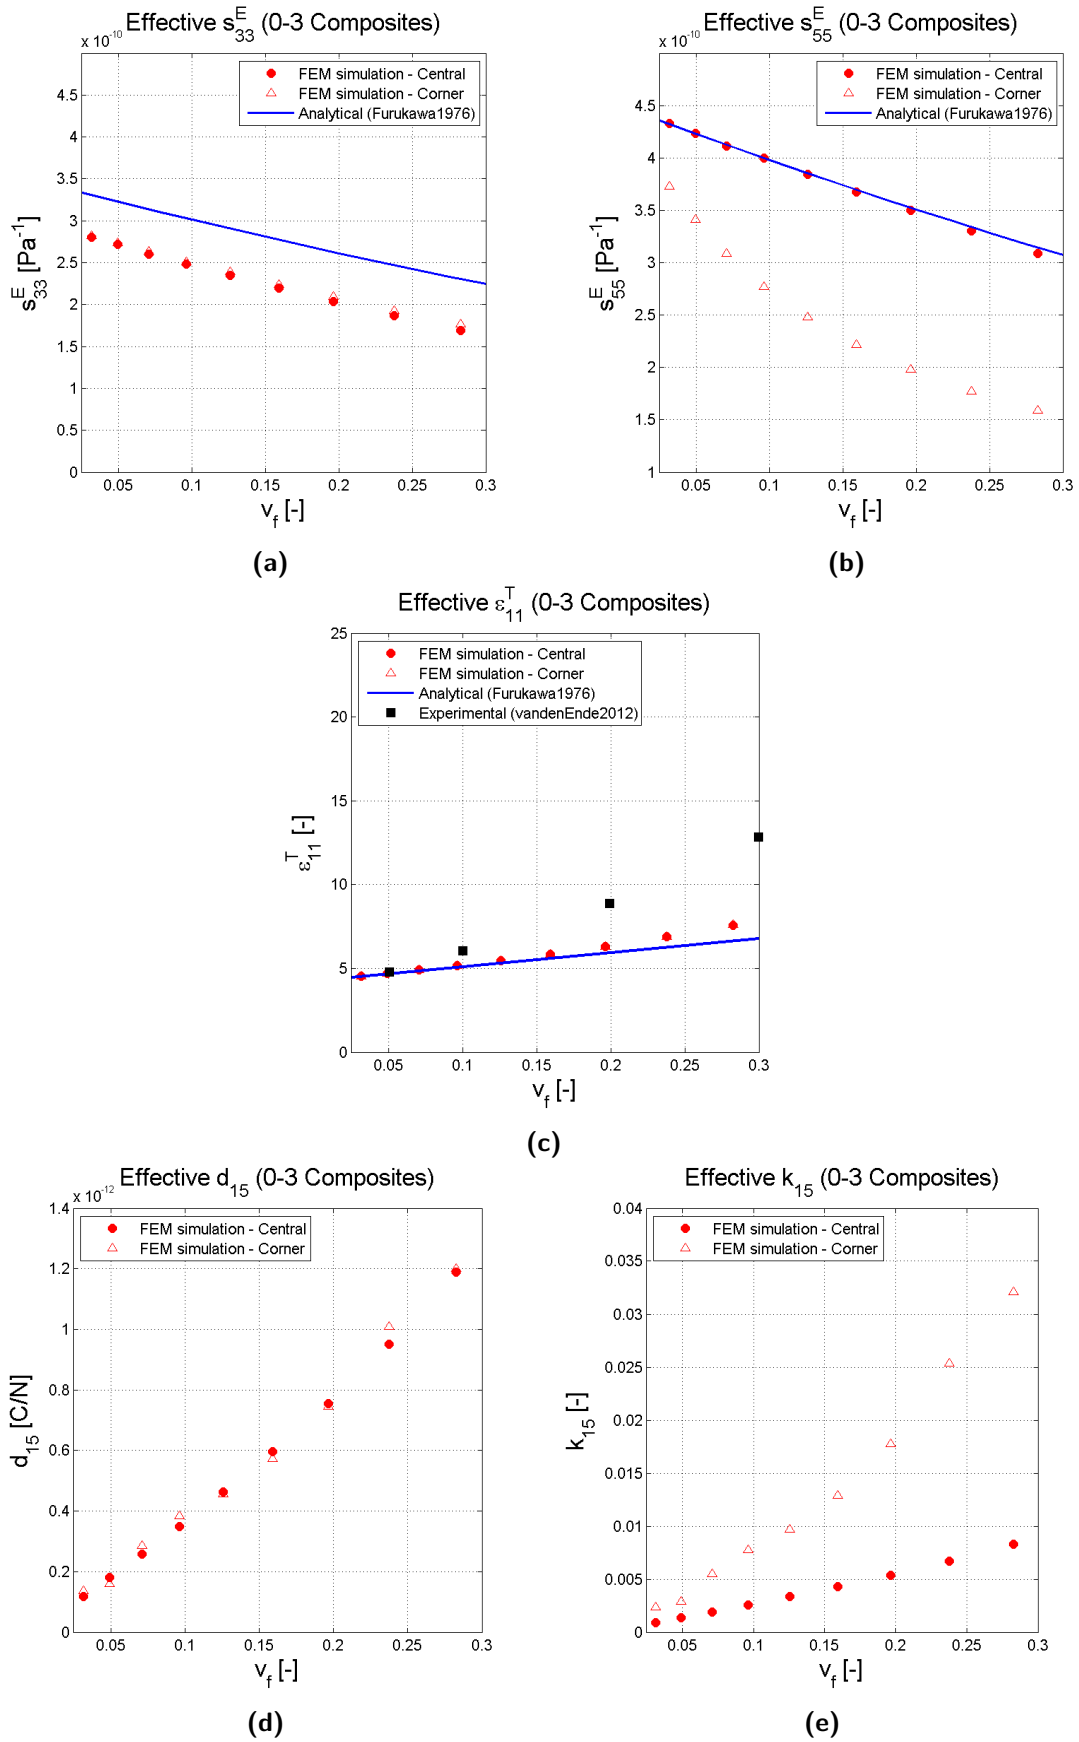 Effective s_33^E (0-3 Composites)
x 10^-10
FEM simulation - Central
FEM simulation - Corner
Analytical (Furukawa1976)
4.5
4
3.5
3
2.5
2
1.5
1
0.5
0
s_33^E [Pa^-1]
0.05 0.1 0.15 0.2 0.25 0.3
v_f [-]
(a)
Effective s_55^E (0-3 Composites)
x 10^-10
FEM simulation - Central
FEM simulation - Corner
Analytical (Furukawa1976)
4.5
4
3.5
3
2.5
2
1.5
1
s_55^E [Pa^-1]
0.05 0.1 0.15 0.2 0.25 0.3
v_f [-]
(b)
Effective ε_11^T (0-3 Composites)
FEM simulation - Central
FEM simulation - Corner
Analytical (Furukawa1976)
Experimental (vandenEnde2012)
25
20
15
10
5
0
ε_11^T [-]
0.05 0.1 0.15 0.2 0.25 0.3
v_f [-]
(c)
Effective d_15 (0-3 Composites)
x 10^-12
FEM simulation - Central
FEM simulation - Corner
1.4
1.2
1
0.8
0.6
0.4
0.2
0
d_15 [C/N]
0.05 0.1 0.15 0.2 0.25 0.3
v_f [-]
(d)
Effective k_15 (0-3 Composites)
FEM simulation - Central
FEM simulation - Corner
0.04
0.035
0.03
0.025
0.02
0.015
0.01
0.005
0
k_15 [-]
0.05 0.1 0.15 0.2 0.25 0.3
v_f [-]
(e)